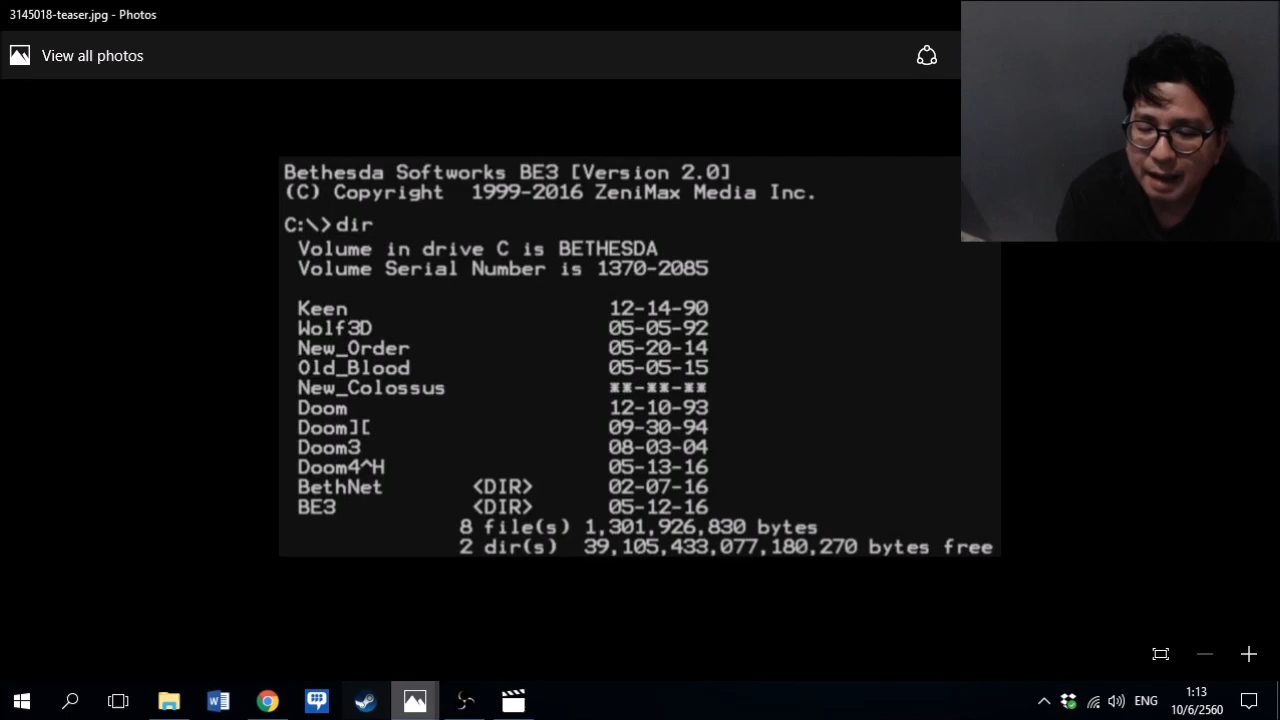 3145018-teaser.jpg - Photos
View all photos
Bethesda Softworks BE3 [Version 2.0]
(C) Copyright 1999-2016 ZeniMax Media Inc.
C:\>dir
Volume in drive C is BETHESDA
Volume Serial Number is 1370-2085
Keen 12-14-90
Wolf3D 05-05-92
New_Order 05-20-14
Old_Blood 05-05-15
New_Colossus **-**-**
Doom 12-10-93
Doom][ 09-30-94
Doom3 08-03-04
Doom4^H 05-13-16
BethNet <DIR> 02-07-16
BE3 <DIR> 05-12-16
8 file(s) 1,301,926,830 bytes
2 dir(s) 39,105,433,077,180,270 bytes free
ENG
1:13
10/6/2560